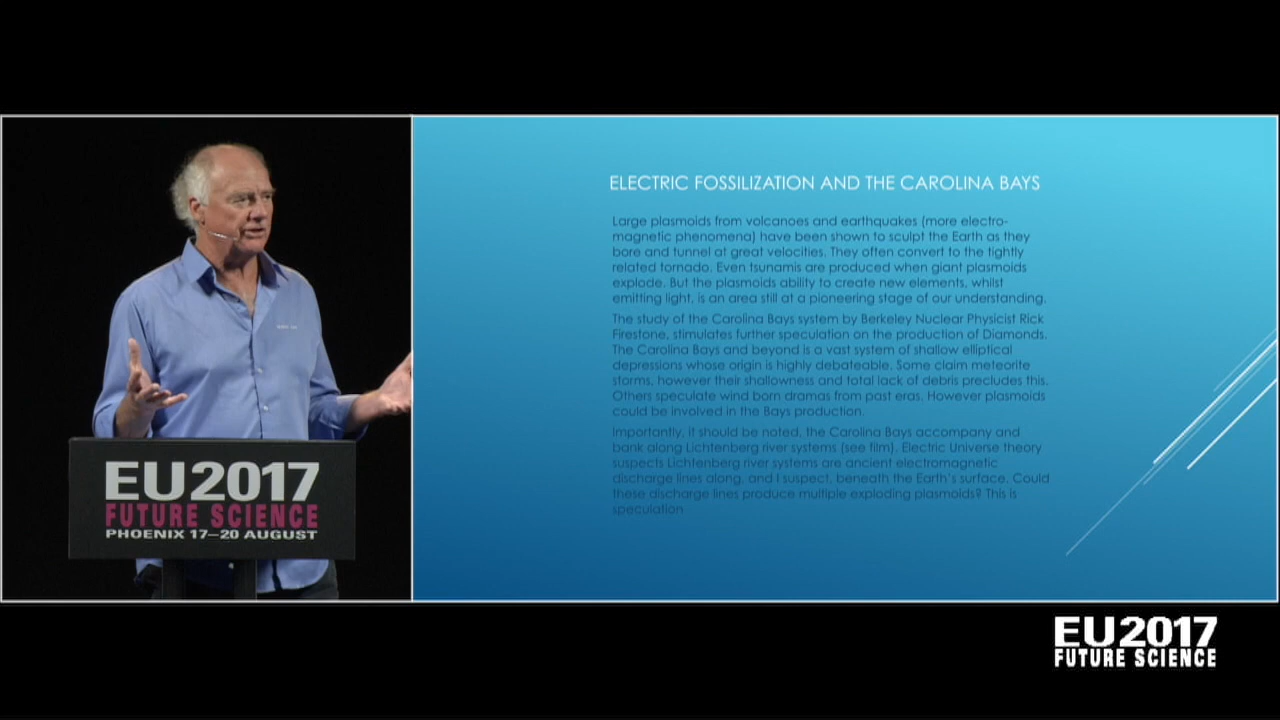 ELECTRIC FOSSILIZATION AND THE CAROLINA BAYS
Large plasmoids from volcanoes and earthquakes (more electro-
magnetic phenomena) have been shown to sculpt the Earth as they
bore and tunnel at great velocities. They often convert to the tightly
related tornado. Even tsunamis are produced when giant plasmoids
explode. But the plasmoids ability to create new elements, whilst
emitting light, is an area still at a pioneering stage of our understanding.
The study of the Carolina Bays system by Berkeley Nuclear Physicist Rick
Firestone, stimulates further speculation on the production of Diamonds.
The Carolina Bays and beyond is a vast system of shallow elliptical
depressions whose origin is highly debateable. Some claim meteorite
storms, however their shallowness and total lack of debris precludes this.
Others speculate wind born dramas from past eras. However plasmoids
could be involved in the Bays production.
Importantly, it should be noted, the Carolina Bays accompany and
bank along Lichtenberg river systems (see film). Electric Universe theory
suspects Lichtenberg river systems are ancient electromagnetic
discharge lines along, and I suspect, beneath the Earth's surface. Could
these discharge lines produce multiple exploding plasmoids? This is
speculation
EU2017
FUTURE SCIENCE
PHOENIX 17–20 AUGUST
EU2017
FUTURE SCIENCE